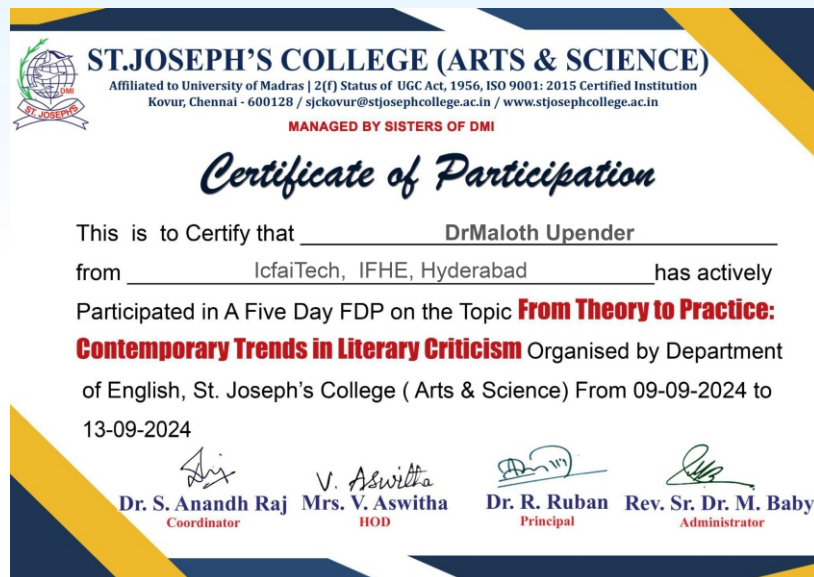 ST.JOSEPH'S COLLEGE (ARTS & SCIENCE)
Affiliated to University of Madras | 2(f) Status of UGC Act, 1956, ISO 9001: 2015 Certified Institution
Kovur, Chennai - 600128 / sjckovur@stjosephcollege.ac.in / www.stjosephcollege.ac.in
DMI
ST. JOSEPH'S
MANAGED BY SISTERS OF DMI
Certificate of Participation
This is to Certify that DrMaloth Upender
from IcfaiTech, IFHE, Hyderabad has actively
Participated in A Five Day FDP on the Topic From Theory to Practice:
Contemporary Trends in Literary Criticism Organised by Department
of English, St. Joseph's College ( Arts & Science) From 09-09-2024 to
13-09-2024
V. Aswitha
Dr. S. Anandh Raj Mrs. V. Aswitha Dr. R. Ruban Rev. Sr. Dr. M. Baby
Coordinator HOD Principal Administrator